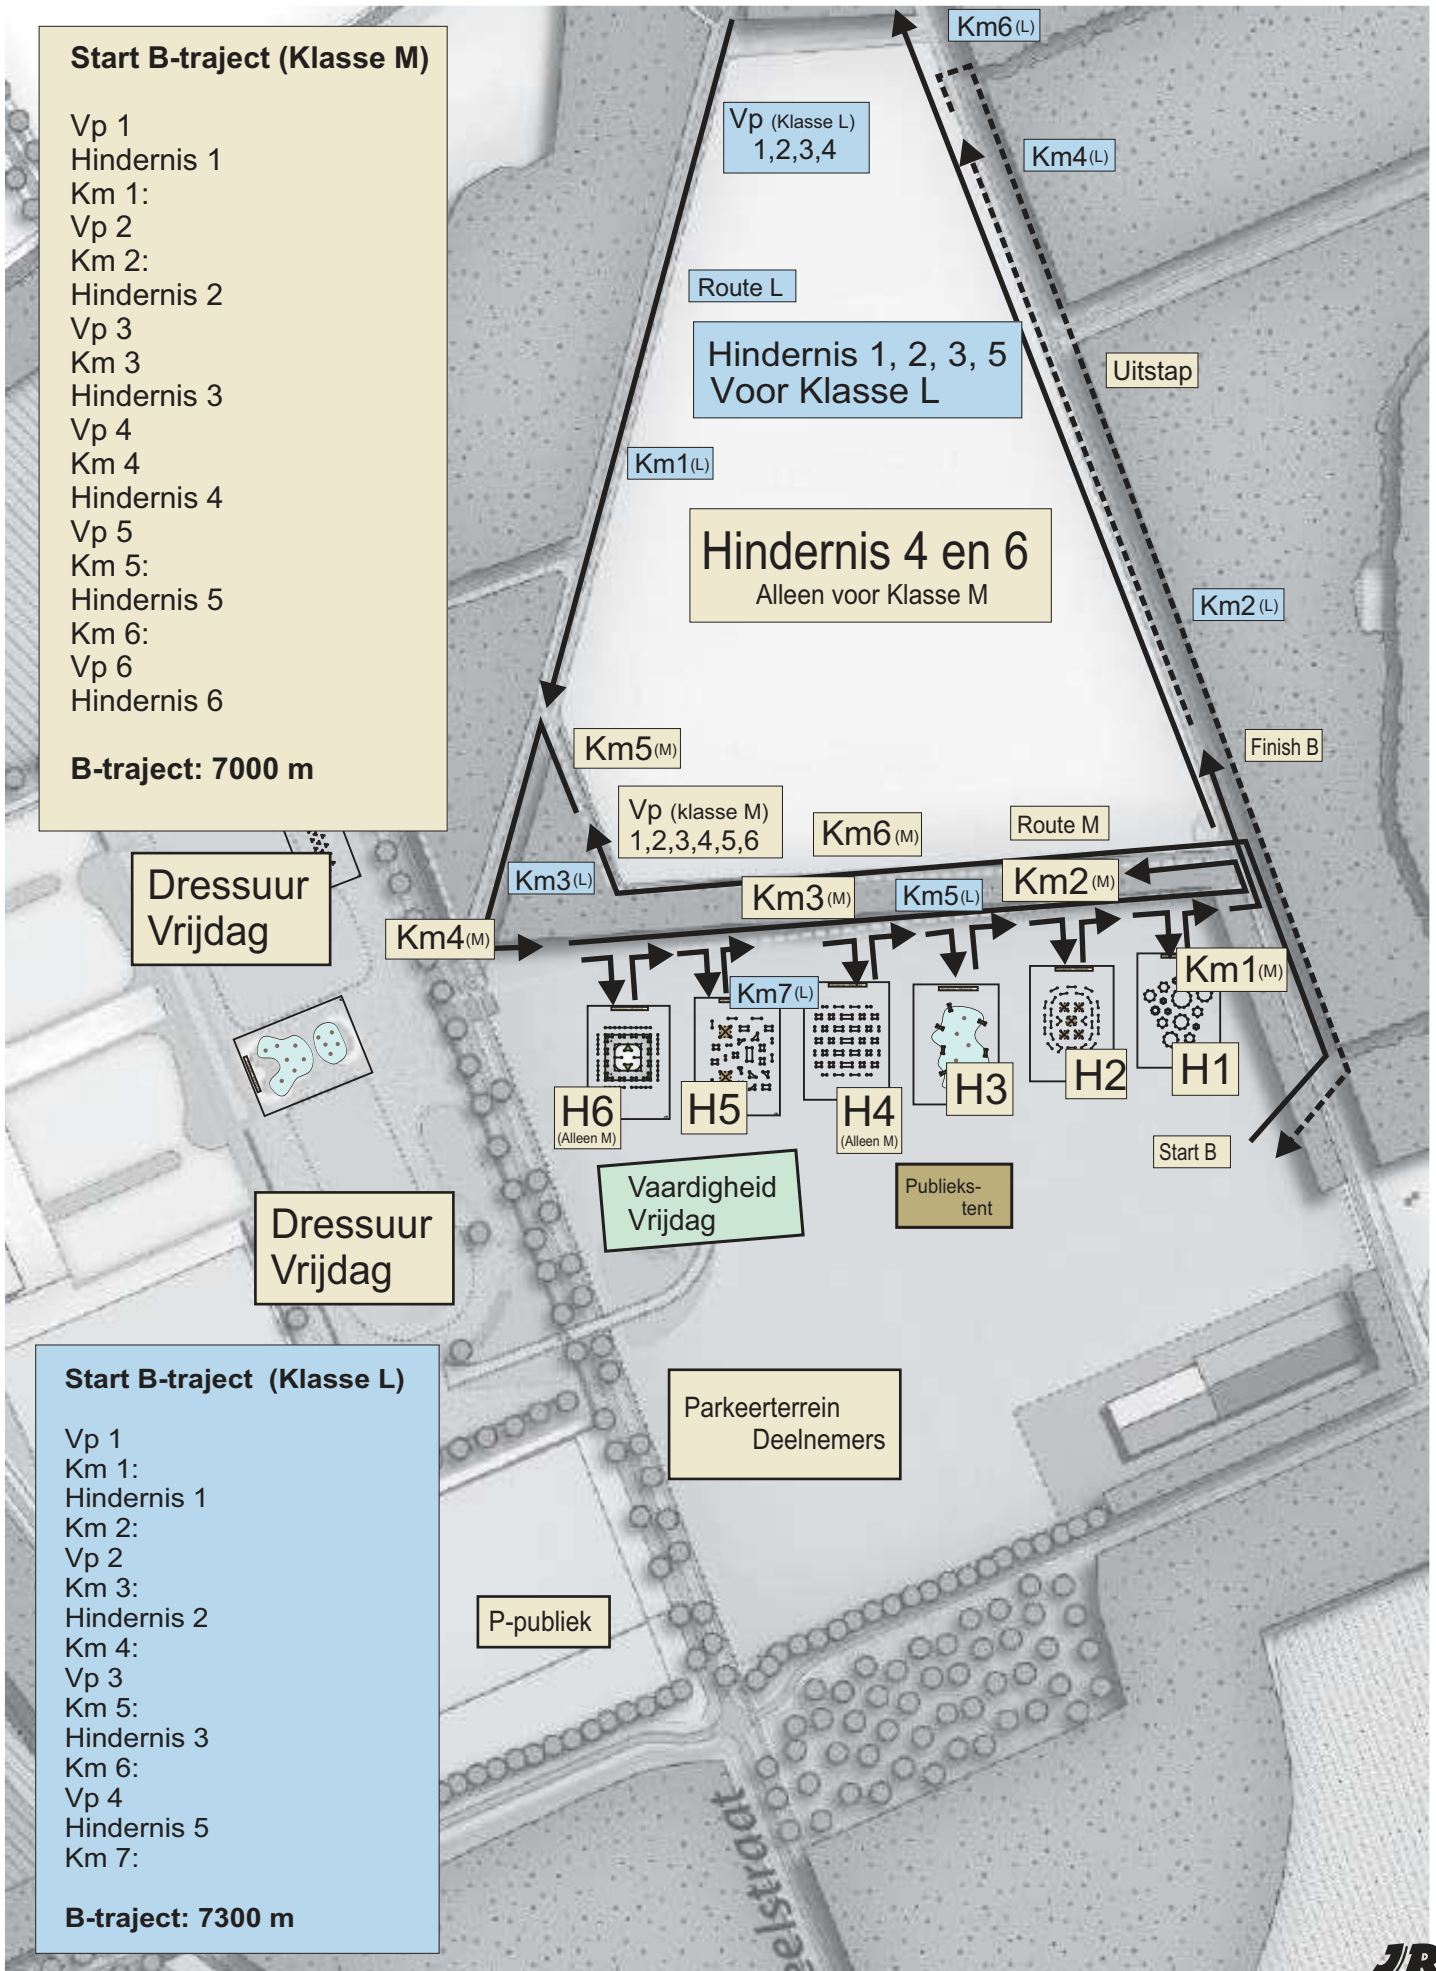 Start B-traject (Klasse M)
Vp 1
Hindernis 1
Km 1:
Vp 2
Km 2:
Hindernis 2
Vp 3
Km 3
Hindernis 3
Vp 4
Km 4
Hindernis 4
Vp 5
Km 5:
Hindernis 5
Km 6:
Vp 6
Hindernis 6
B-traject: 7000 m
Km6 (L)
Vp (Klasse L)
1,2,3,4
Km4(L)
Route L
Hindernis 1, 2, 3, 5
Voor Klasse L
Uitstap
Km1(L)
Hindernis 4 en 6
Alleen voor Klasse M
Km2(L)
Km5(M)
Finish B
Vp (klasse M)
1,2,3,4,5,6
Km6 (M)
Route M
Km3(L)
Km3(M)
Km5(L)
Km2(M)
Dressuur
Vrijdag
Km4(M)
Km1(M)
Km7(L)
H6
(Alleen M)
H5
H4
(Alleen M)
H3
H2
H1
Start B
Vaardigheid
Vrijdag
Publieks-
tent
Dressuur
Vrijdag
Start B-traject (Klasse L)
Vp 1
Km 1:
Hindernis 1
Km 2:
Vp 2
Km 3:
Hindernis 2
Km 4:
Vp 3
Km 5:
Hindernis 3
Km 6:
Vp 4
Hindernis 5
Km 7:
B-traject: 7300 m
Parkeerterrein
Deelnemers
P-publiek
elstraat